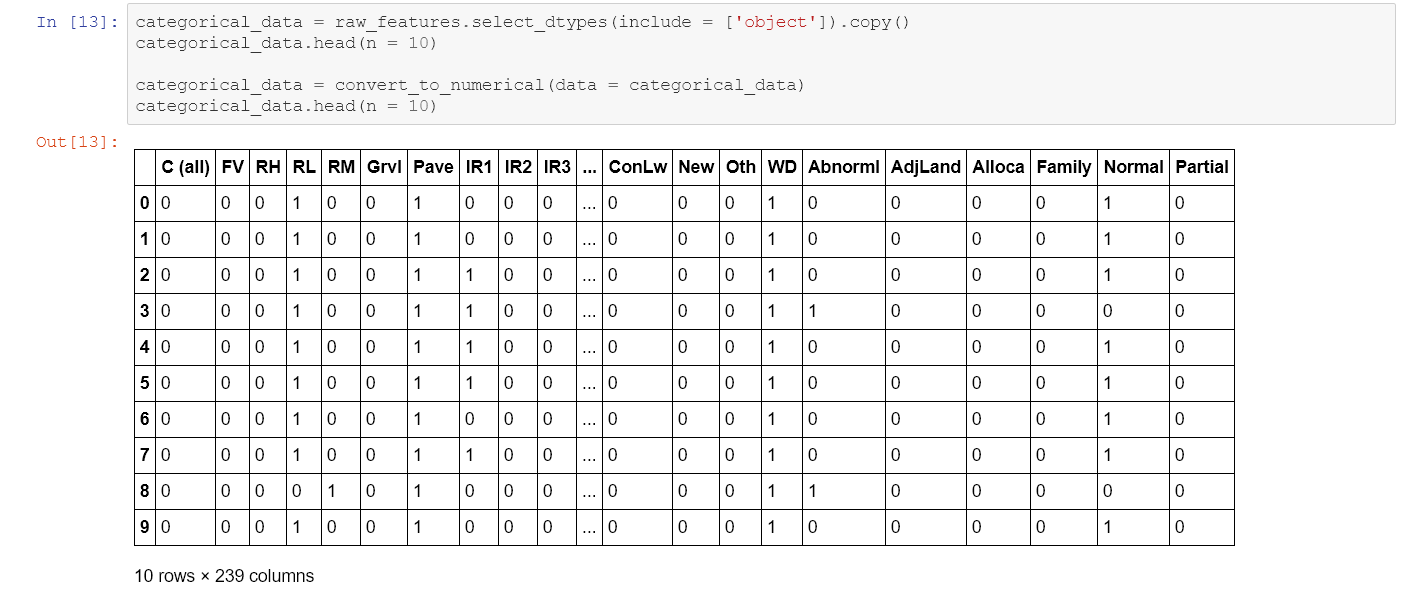 In [13]: categorical_data = raw_features.select_dtypes(include = ['object']).copy()
categorical_data.head(n = 10)
categorical_data = convert_to_numerical(data = categorical_data)
categorical_data.head(n = 10)
Out[13]:
C (all) FV RH RL RM Grvl Pave IR1 IR2 IR3 ... ConLw New Oth WD Abnorml AdjLand Alloca Family Normal Partial
0 0 0 0 1 0 0 1 0 0 0 ... 0 0 0 1 0 0 0 0 1 0
1 0 0 0 1 0 0 1 0 0 0 ... 0 0 0 1 0 0 0 0 1 0
2 0 0 0 1 0 0 1 1 0 0 ... 0 0 0 1 0 0 0 0 1 0
3 0 0 0 1 0 0 1 1 0 0 ... 0 0 0 1 1 0 0 0 0 0
4 0 0 0 1 0 0 1 1 0 0 ... 0 0 0 1 0 0 0 0 1 0
5 0 0 0 1 0 0 1 1 0 0 ... 0 0 0 1 0 0 0 0 1 0
6 0 0 0 1 0 0 1 0 0 0 ... 0 0 0 1 0 0 0 0 1 0
7 0 0 0 1 0 0 1 1 0 0 ... 0 0 0 1 0 0 0 0 1 0
8 0 0 0 0 1 0 1 0 0 0 ... 0 0 0 1 1 0 0 0 0 0
9 0 0 0 1 0 0 1 0 0 0 ... 0 0 0 1 0 0 0 0 1 0
10 rows × 239 columns